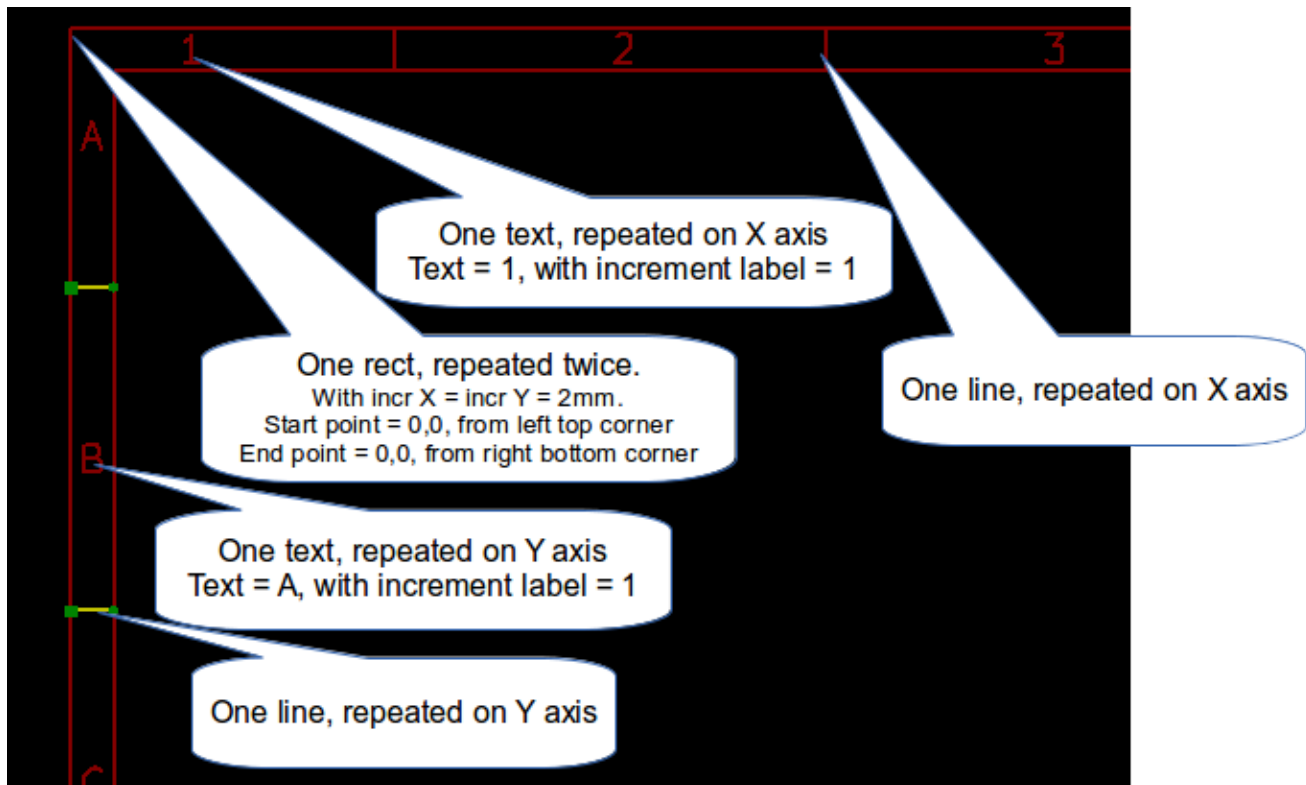 1 2 3
A
One text, repeated on X axis
Text = 1, with increment label = 1
One rect, repeated twice.
With incr X = incr Y = 2mm.
Start point = 0,0, from left top corner
End point = 0,0, from right bottom corner
One line, repeated on X axis
B
One text, repeated on Y axis
Text = A, with increment label = 1
One line, repeated on Y axis
C